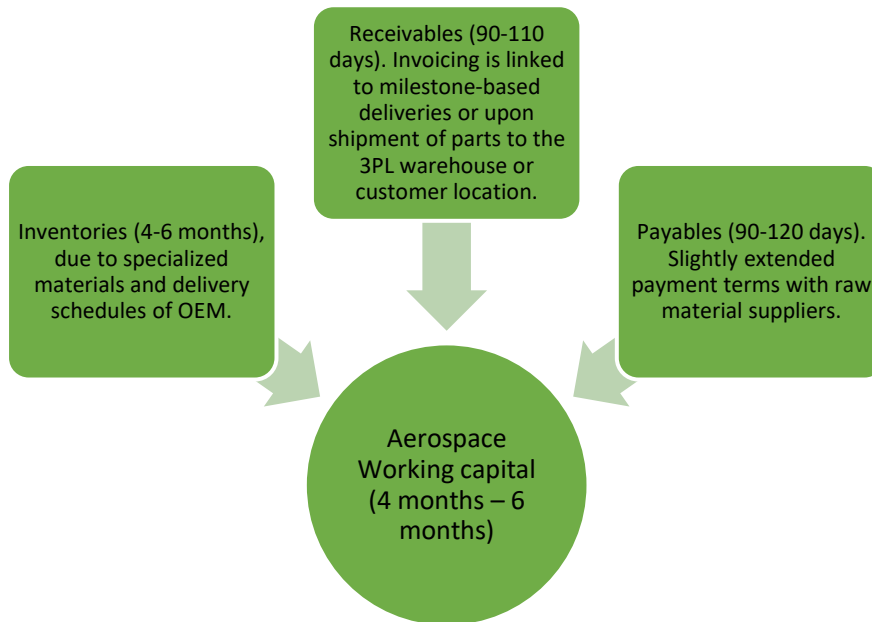 Receivables (90-110
days). Invoicing is linked
to milestone-based
deliveries or upon
shipment of parts to the
3PL warehouse or
customer location.
Inventories (4-6 months),
due to specialized
materials and delivery
schedules of OEM.
Payables (90-120 days).
Slightly extended
payment terms with raw
material suppliers.
Aerospace
Working capital
(4 months – 6
months)